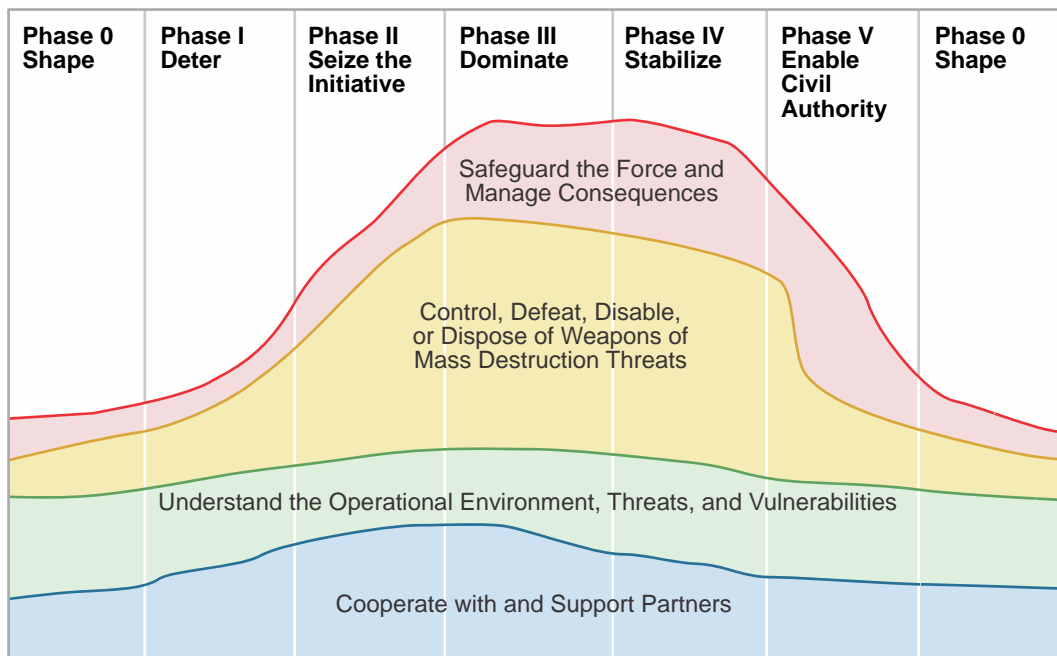 Phase 0
Shape
Phase I
Deter
Phase II
Seize the
Initiative
Phase III
Dominate
Phase IV
Stabilize
Phase V
Enable
Civil
Authority
Phase 0
Shape
Safeguard the Force and
Manage Consequences
Control, Defeat, Disable,
or Dispose of Weapons of
Mass Destruction Threats
Understand the Operational Environment, Threats, and Vulnerabilities
Cooperate with and Support Partners